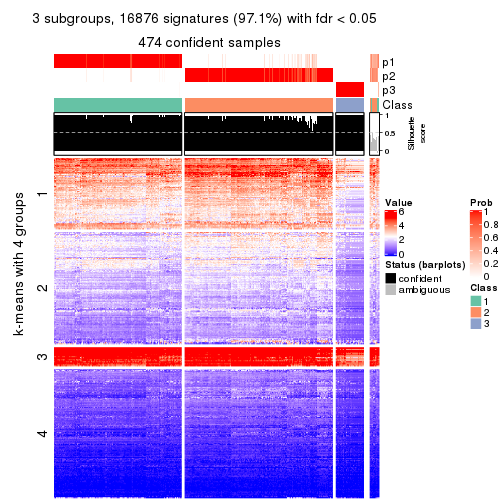 3 subgroups, 16876 signatures (97.1%) with fdr < 0.05
474 confident samples
p1
p2
p3
Class
1
0.5
0
Silhouette
score
k-means with 4 groups
1
2
3
4
Value
6
4
2
0
Status (barplots)
confident
ambiguous
Prob
1
0.8
0.6
0.4
0.2
0
Class
1
2
3